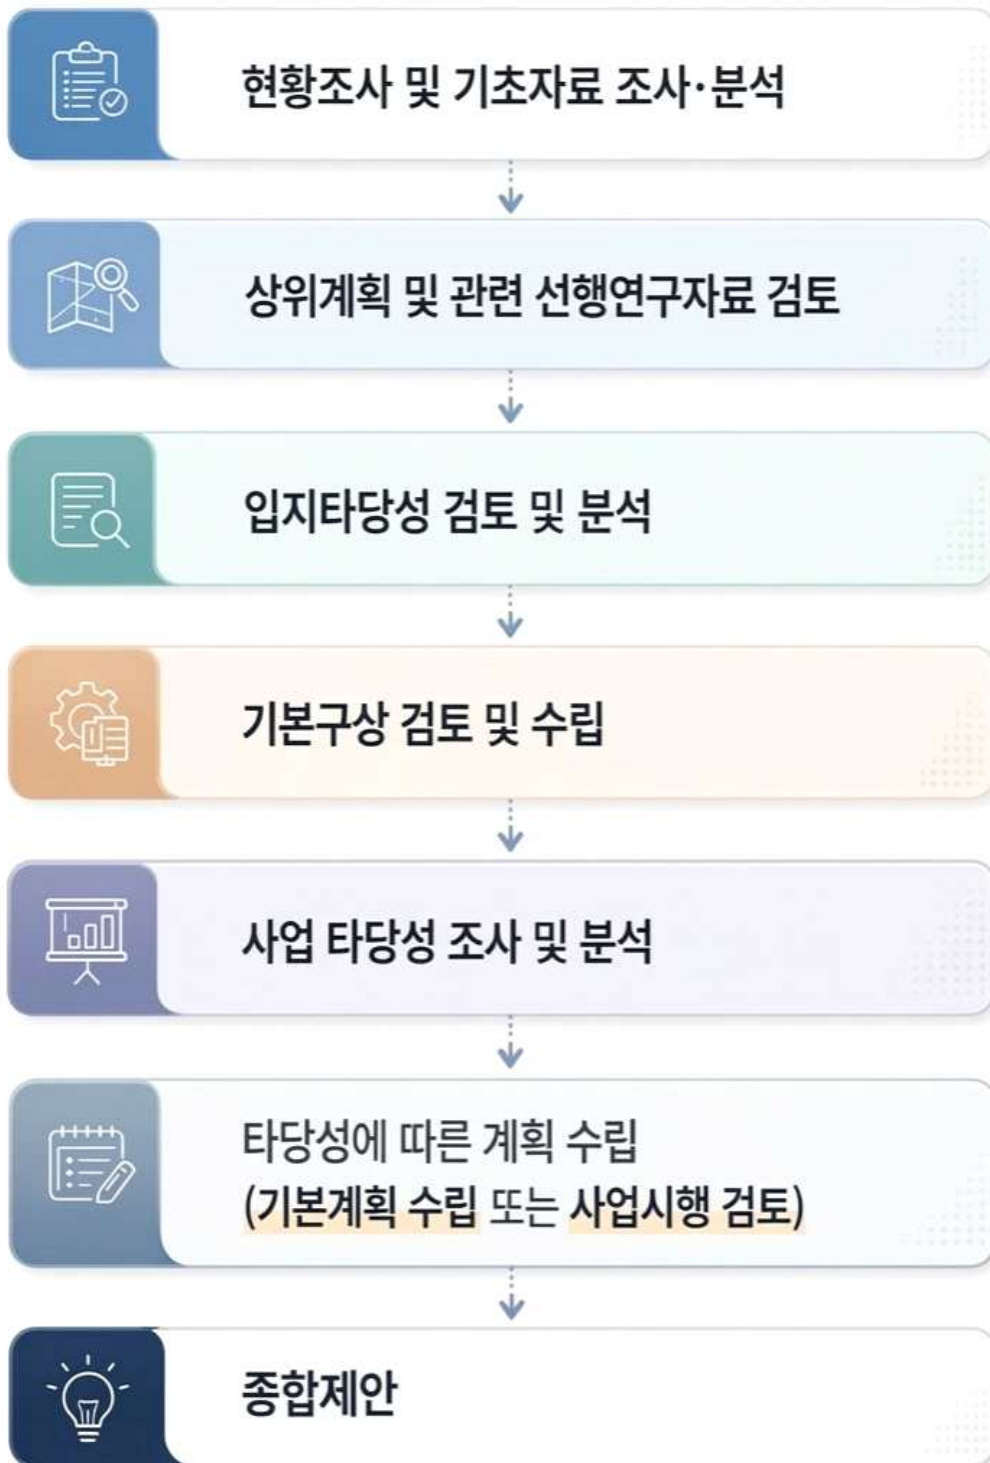 현황조사 및 기초자료 조사·분석
상위계획 및 관련 선행연구자료 검토
입지타당성 검토 및 분석
기본구상 검토 및 수립
사업 타당성 조사 및 분석
타당성에 따른 계획 수립
(기본계획 수립 또는 사업시행 검토)
종합제안